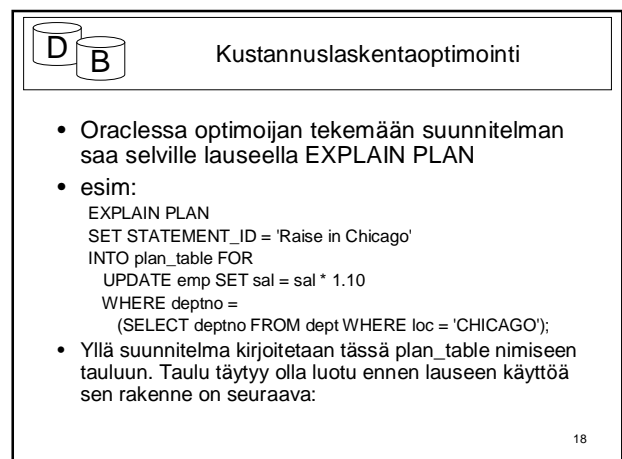 D
B
Kustannuslaskentaoptimointi
• Oraclessa optimoijan tekemään suunnitelman
saa selville lauseella EXPLAIN PLAN
• esim:
EXPLAIN PLAN
SET STATEMENT_ID = 'Raise in Chicago'
INTO plan_table FOR
UPDATE emp SET sal = sal * 1.10
WHERE deptno =
(SELECT deptno FROM dept WHERE loc = 'CHICAGO');
• Yllä suunnitelma kirjoitetaan tässä plan_table nimiseen
tauluun. Taulu täytyy olla luotu ennen lauseen käyttöä
sen rakenne on seuraava:
18